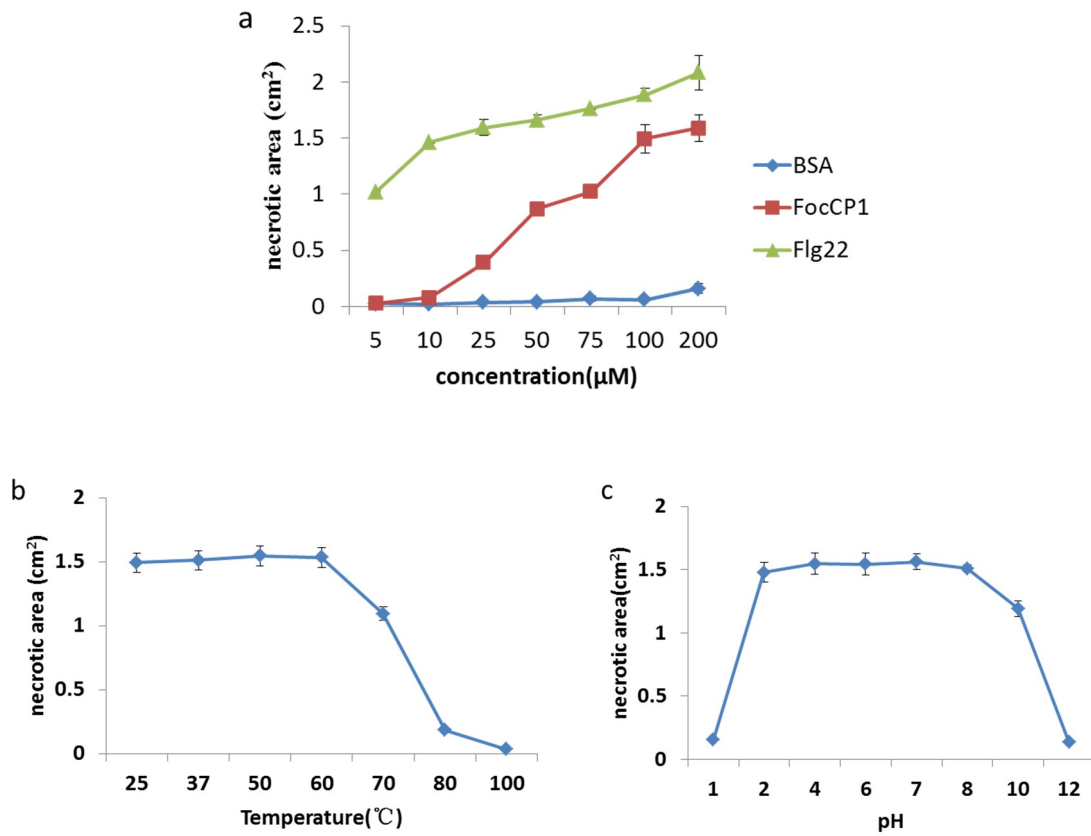 a
necrotic area (cm²)
2.5
2
1.5
1
0.5
0
5 10 25 50 75 100 200
concentration(μM)
BSA
FocCP1
Flg22
b
necrotic area (cm²)
2
1.5
1
0.5
0
25 37 50 60 70 80 100
Temperature(℃)
c
necrotic area(cm²)
2
1.5
1
0.5
0
1 2 4 6 7 8 10 12
pH